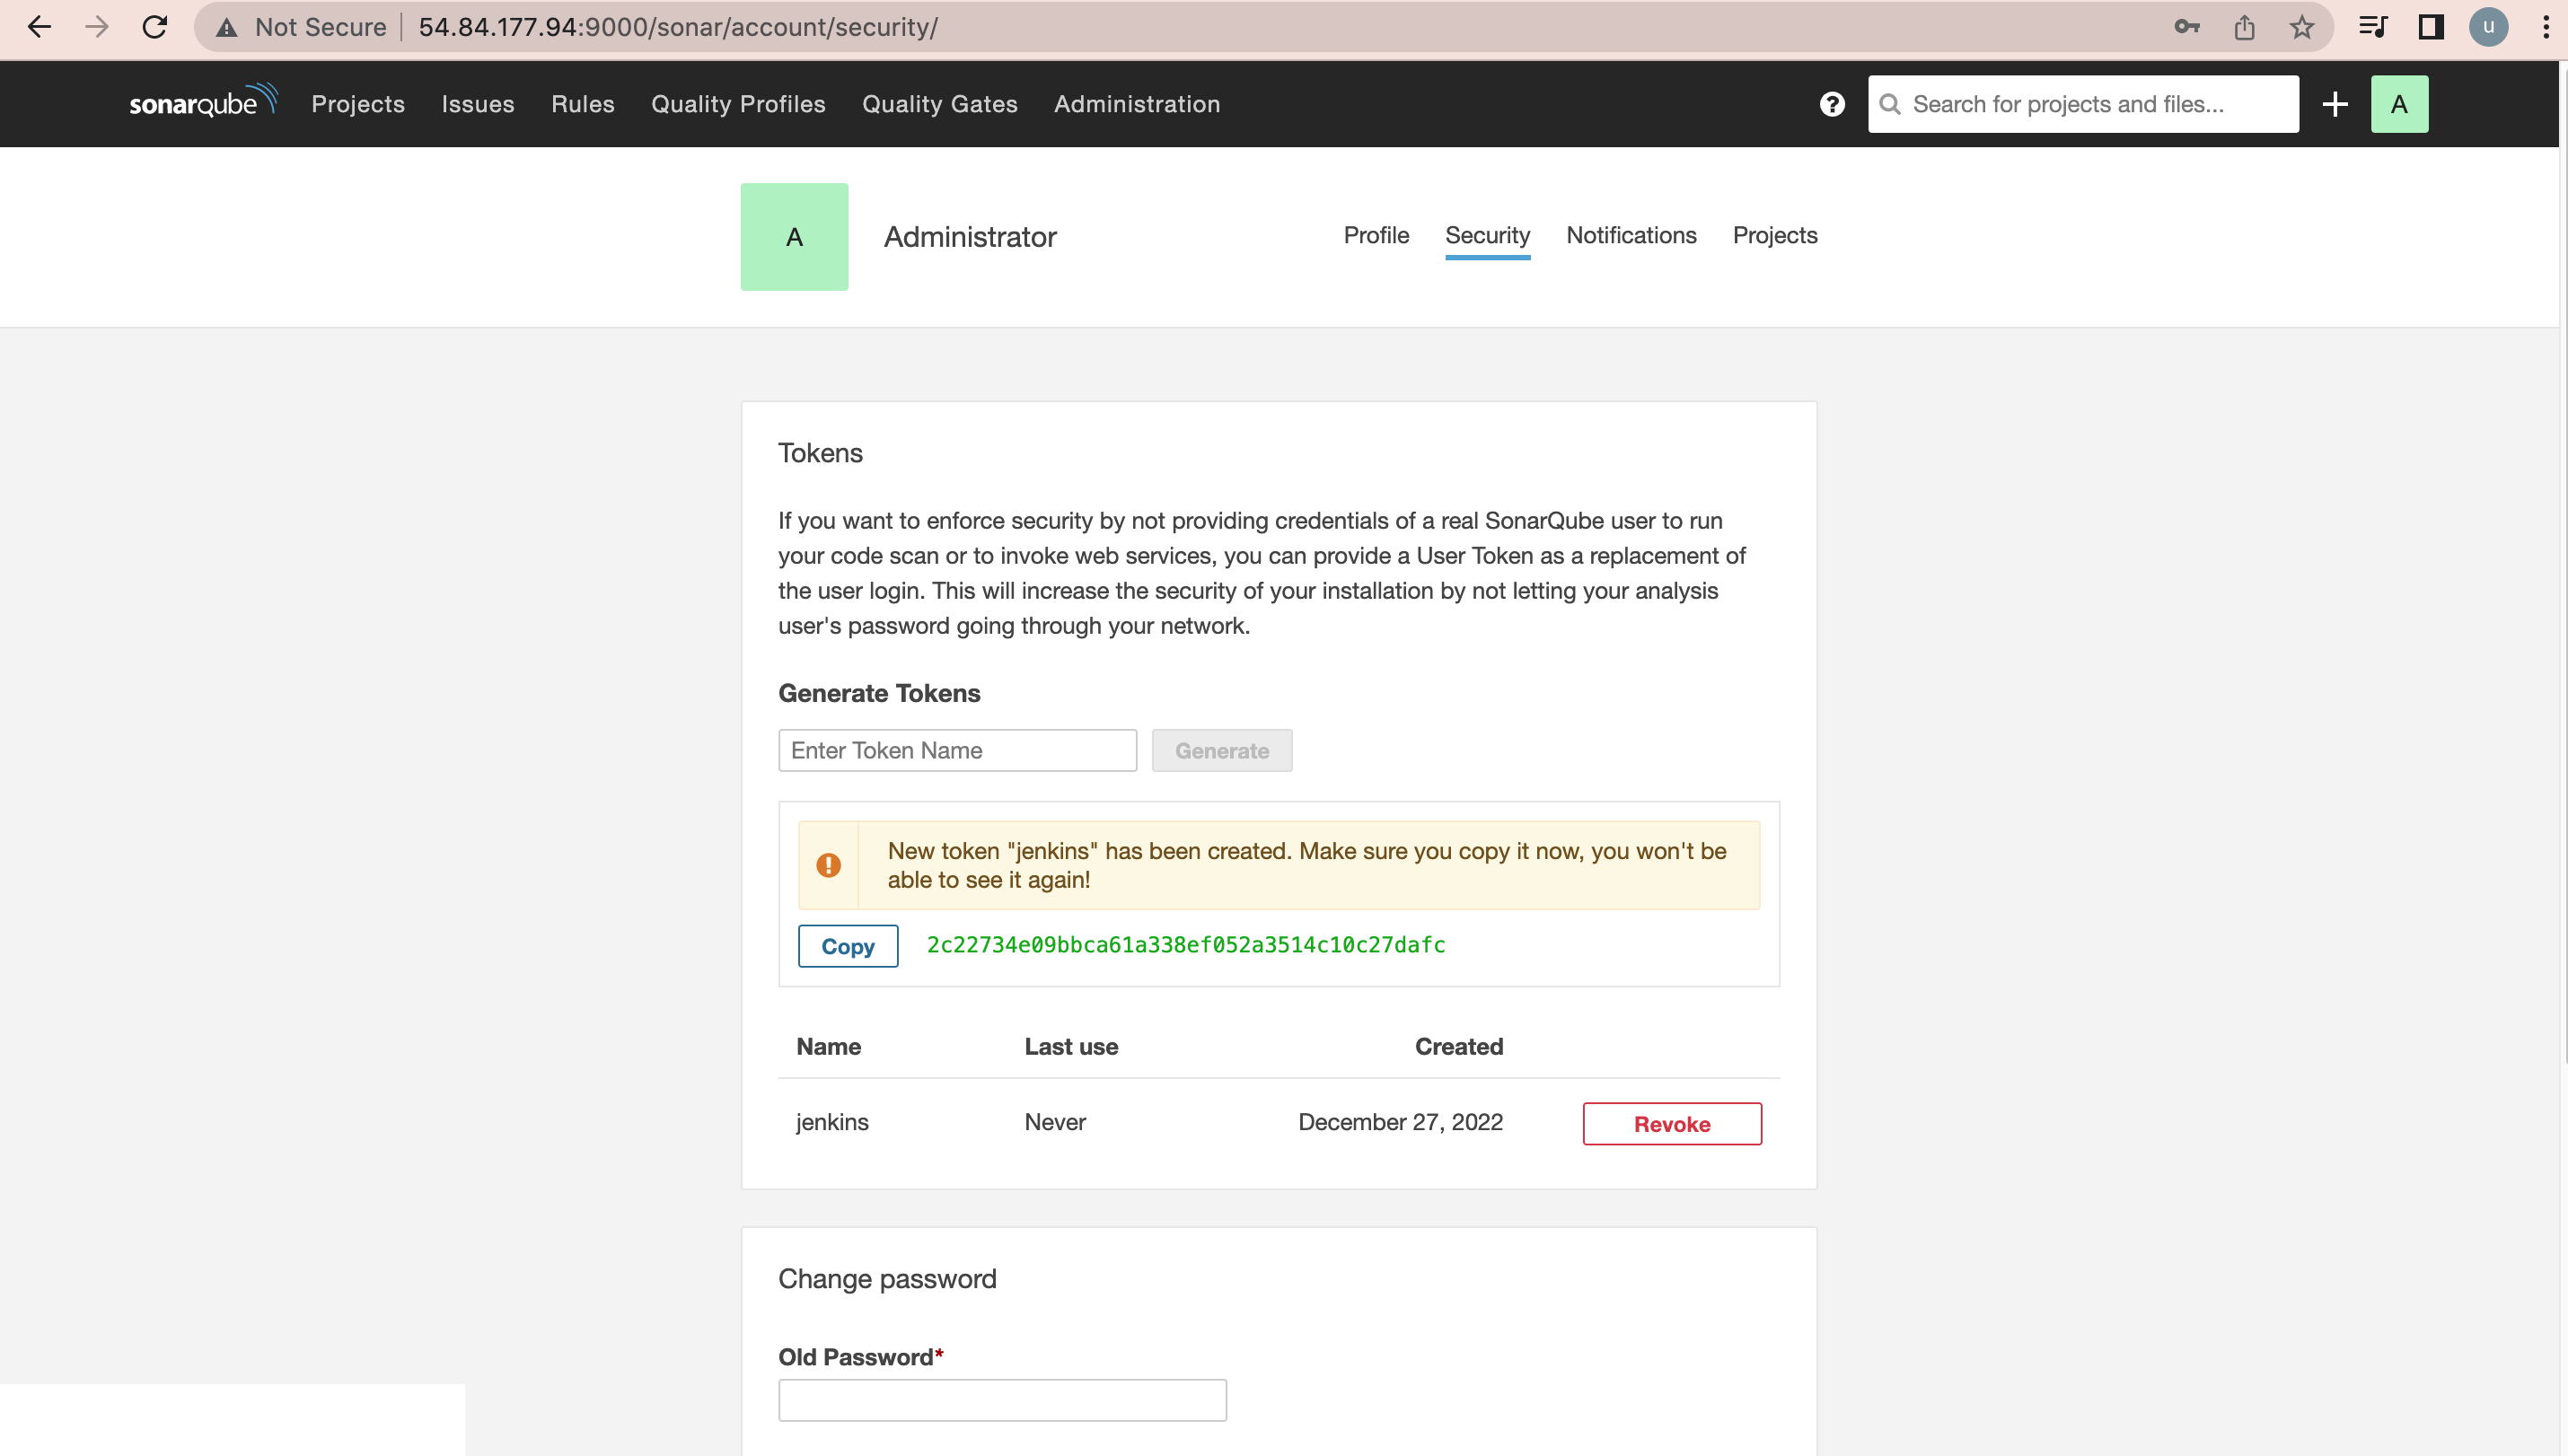 Not Secure 54.84.177.94:9000/sonar/account/security/ u
sonarqube Projects Issues Rules Quality Profiles Quality Gates Administration ? Search for projects and files... + A
A Administrator Profile Security Notifications Projects
Tokens
If you want to enforce security by not providing credentials of a real SonarQube user to run
your code scan or to invoke web services, you can provide a User Token as a replacement of
the user login. This will increase the security of your installation by not letting your analysis
user's password going through your network.
Generate Tokens
Enter Token Name Generate
New token "jenkins" has been created. Make sure you copy it now, you won't be
able to see it again!
Copy 2c22734e09bbca61a338ef052a3514c10c27dafc
Name Last use Created
jenkins Never December 27, 2022 Revoke
Change password
Old Password*